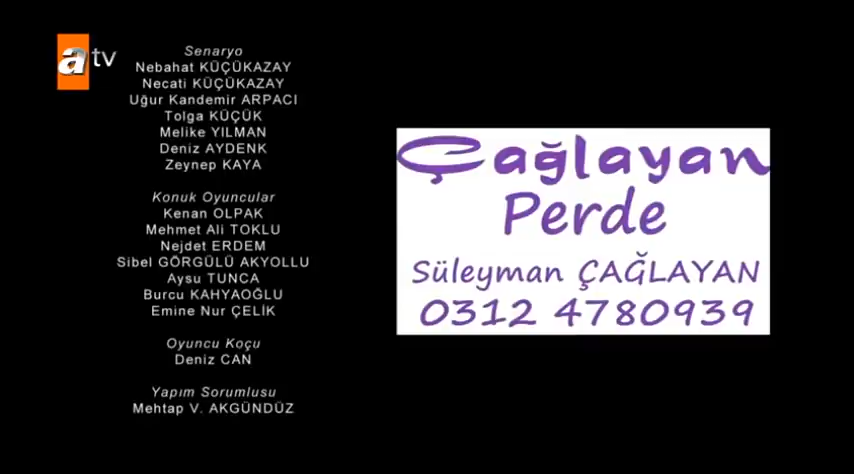 atv
Senaryo
Nebahat KÜÇÜKAZAY
Necati KÜÇÜKAZAY
Uğur Kandemir ARPACI
Tolga KÜÇÜK
Melike YILMAN
Deniz AYDENK
Zeynep KAYA
Konuk Oyuncular
Kenan OLPAK
Mehmet Ali TOKLU
Nejdet ERDEM
Sibel GÖRGÜLÜ AKYOLLU
Aysu TUNCA
Burcu KAHYAOĞLU
Emine Nur ÇELİK
Oyuncu Koçu
Deniz CAN
Yapım Sorumlusu
Mehtap V. AKGÜNDÜZ
Çağlayan
Perde
Süleyman ÇAĞLAYAN
0312 4780939